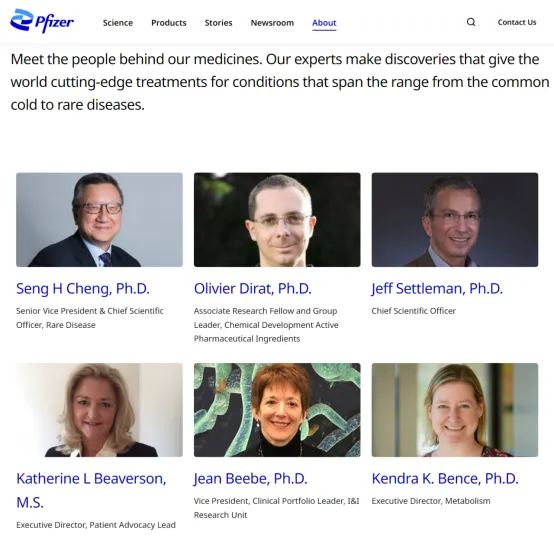 Pfizer
Science Products Stories Newsroom About Contact Us
Meet the people behind our medicines. Our experts make discoveries that give the
world cutting-edge treatments for conditions that span the range from the common
cold to rare diseases.
Seng H Cheng, Ph.D.
Senior Vice President & Chief Scientific
Officer, Rare Disease
Olivier Dirat, Ph.D.
Associate Research Fellow and Group
Leader, Chemical Development Active
Pharmaceutical Ingredients
Jeff Settleman, Ph.D.
Chief Scientific Officer
Katherine L Beaverson,
M.S.
Executive Director, Patient Advocacy Lead
Jean Beebe, Ph.D.
Vice President, Clinical Portfolio Leader, I&I
Research Unit
Kendra K. Bence, Ph.D.
Executive Director, Metabolism